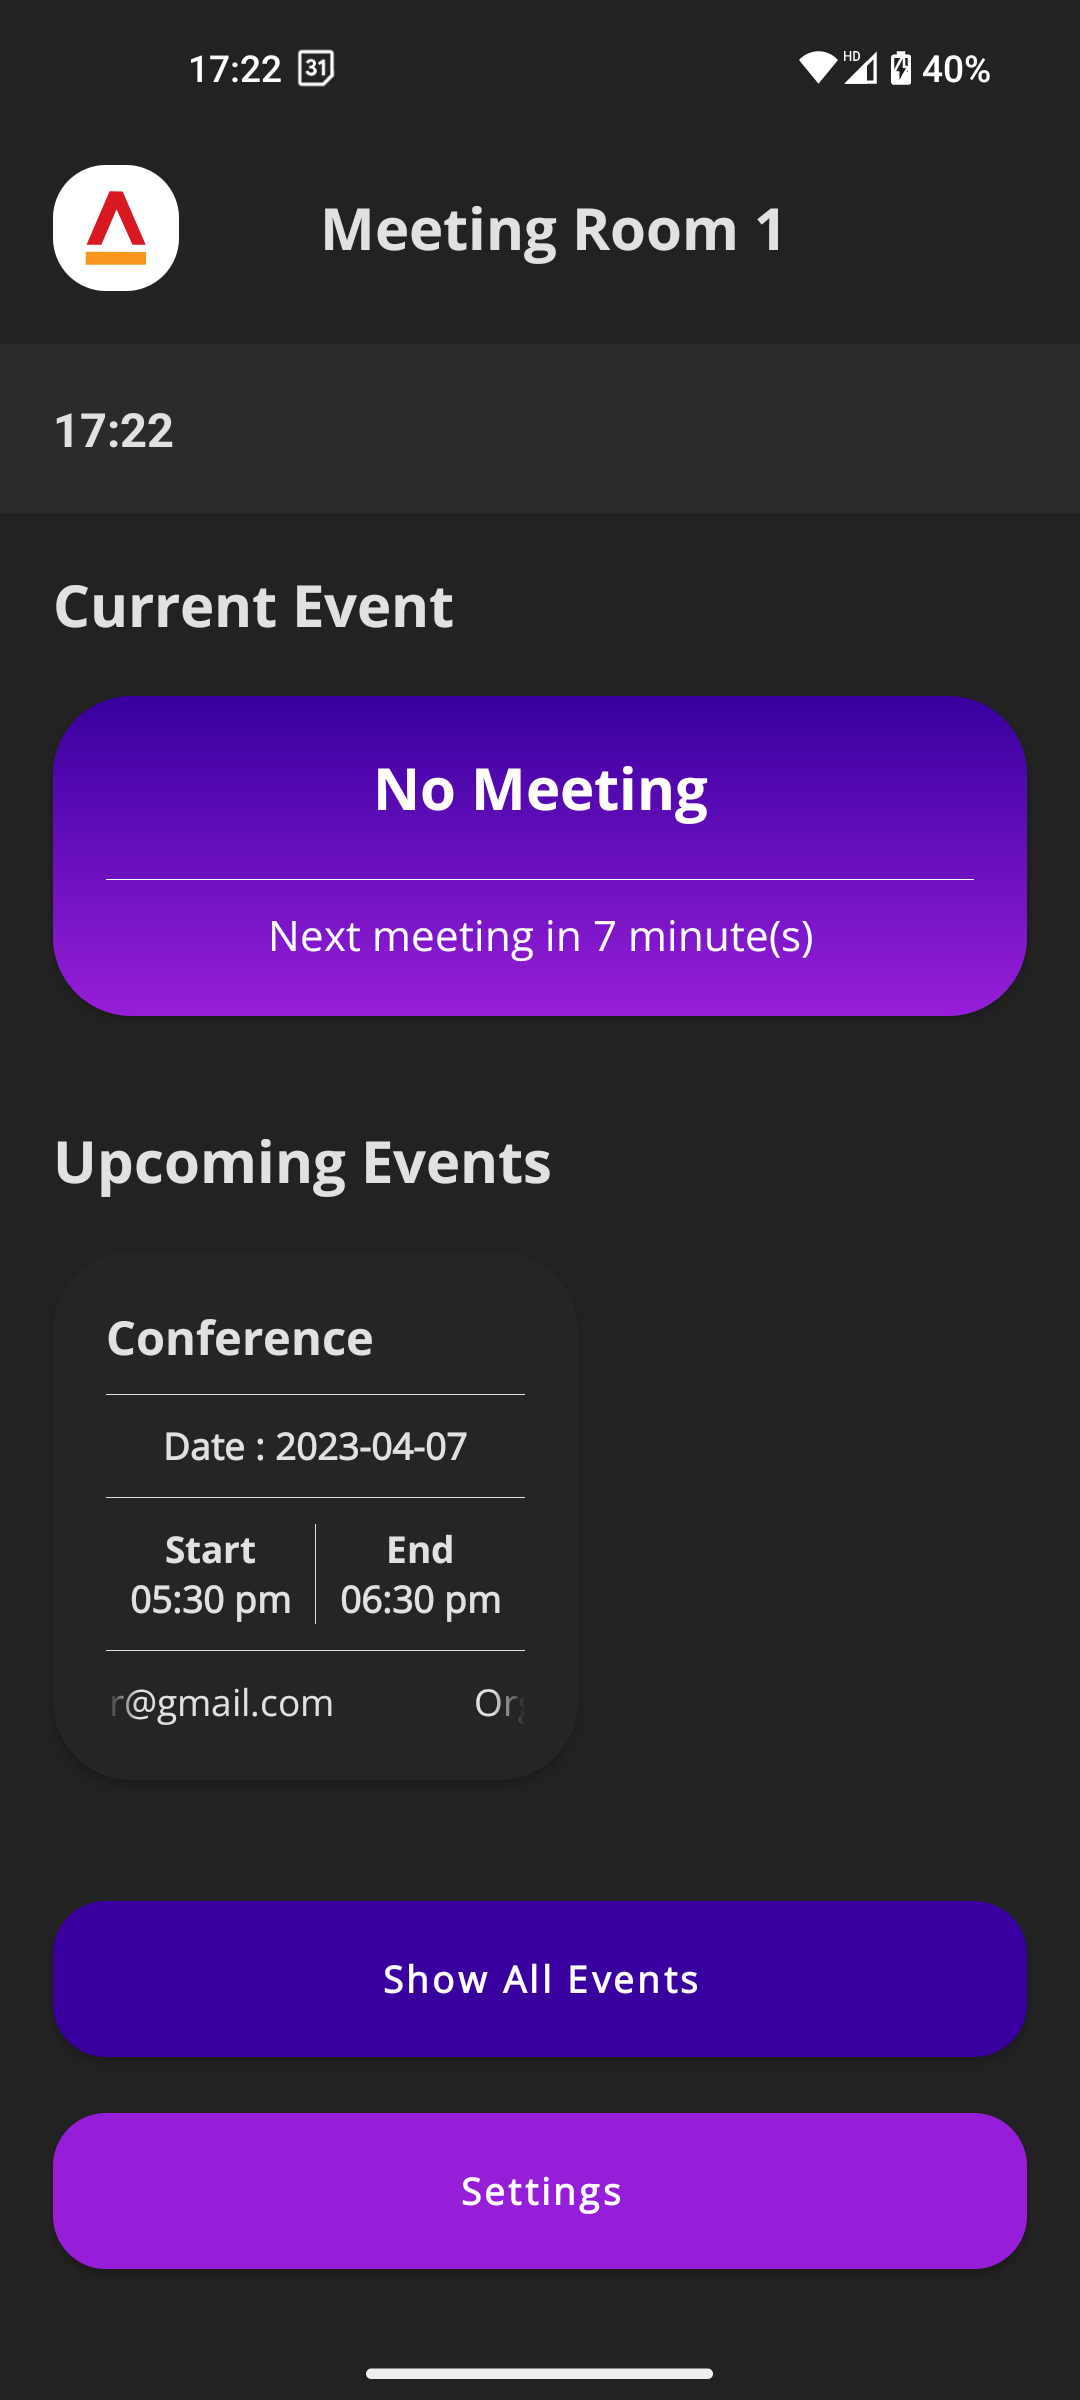 17:22 31 HD 40%
Meeting Room 1
17:22
Current Event
No Meeting
Next meeting in 7 minute(s)
Upcoming Events
Conference
Date : 2023-04-07
Start End
05:30 pm 06:30 pm
r@gmail.com Org
Show All Events
Settings